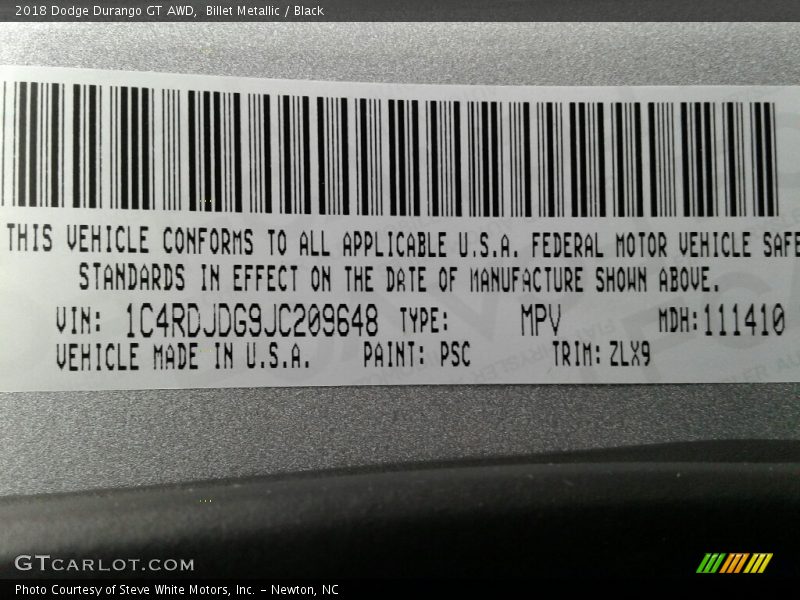 2018 Dodge Durango GT AWD,  Billet Metallic / Black
THIS VEHICLE CONFORMS TO ALL APPLICABLE U.S.A. FEDERAL MOTOR VEHICLE SAFE
STANDARDS IN EFFECT ON THE DATE OF MANUFACTURE SHOWN ABOVE.
VIN: 1C4RDJDG9JC209648 TYPE: MPV MDH:111410
VEHICLE MADE IN U.S.A. PAINT: PSC TRIM: ZLX9
GTCARLOT.COM
Photo Courtesy of Steve White Motors, Inc. – Newton, NC